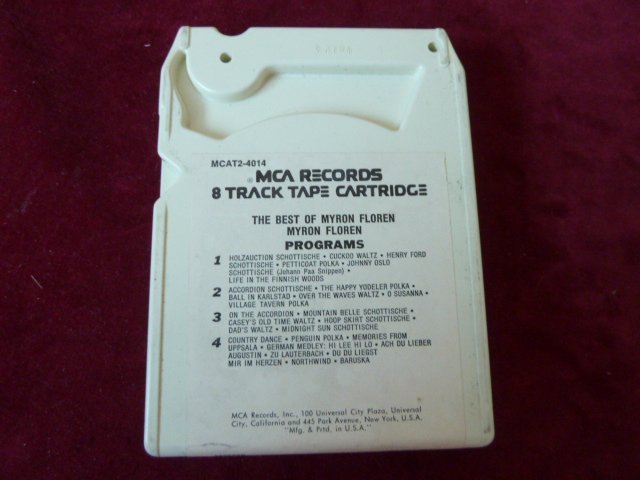 MCAT2-4014
® MCA RECORDS
8 TRACK TAPE CARTRIDGE
THE BEST OF MYRON FLOREN
MYRON FLOREN
PROGRAMS
1 HOLZAUCTION SCHOTTISCHE • CUCKOO WALTZ • HENRY FORD
SCHOTTISCHE • PETTICOAT POLKA • JOHNNY OSLO
SCHOTTISCHE (Johann Paa Snippen) •
LIFE IN THE FINNISH WOODS
2 ACCORDION SCHOTTISCHE • THE HAPPY YODELER POLKA •
BALL IN KARLSTAD • OVER THE WAVES WALTZ • O SUSANNA •
VILLAGE TAVERN POLKA
3 ON THE ACCORDION • MOUNTAIN BELLE SCHOTTISCHE •
CASEY'S OLD TIME WALTZ • HOOP SKIRT SCHOTTISCHE •
DAD'S WALTZ • MIDNIGHT SUN SCHOTTISCHE
4 COUNTRY DANCE • PENGUIN POLKA • MEMORIES FROM
UPPSALA • GERMAN MEDLEY: HI LEE HI LO • ACH DU LIEBER
AUGUSTIN • ZU LAUTERBACH • DU DU LIEGST
MIR IM HERZEN • NORTHWIND • BARUSKA
MCA Records, Inc., 100 Universal City Plaza, Universal
City, California and 445 Park Avenue, New York, U.S.A.
"Mfg. & Prtd. in U.S.A."